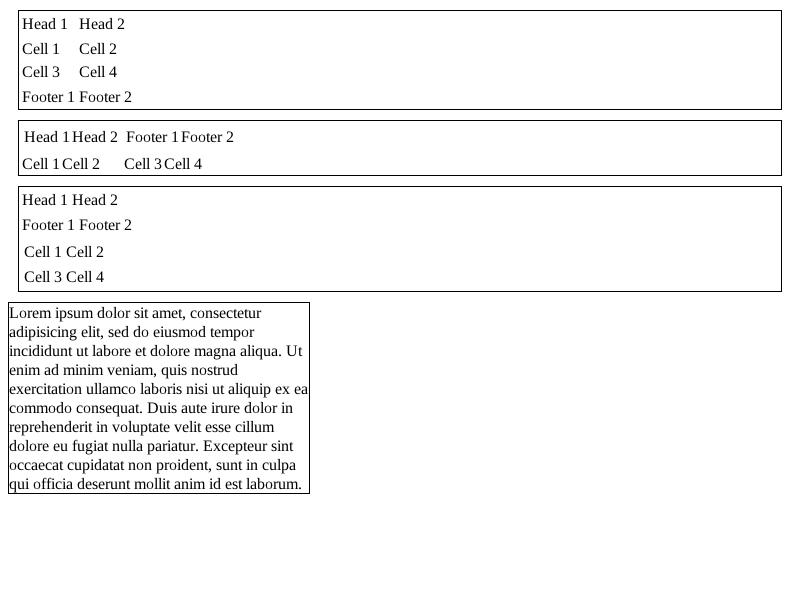 Head 1 Head 2
Cell 1 Cell 2
Cell 3 Cell 4
Footer 1 Footer 2
Head 1 Head 2 Footer 1 Footer 2
Cell 1 Cell 2 Cell 3 Cell 4
Head 1 Head 2
Footer 1 Footer 2
Cell 1 Cell 2
Cell 3 Cell 4
Lorem ipsum dolor sit amet, consectetur
adipisicing elit, sed do eiusmod tempor
incididunt ut labore et dolore magna aliqua. Ut
enim ad minim veniam, quis nostrud
exercitation ullamco laboris nisi ut aliquip ex ea
commodo consequat. Duis aute irure dolor in
reprehenderit in voluptate velit esse cillum
dolore eu fugiat nulla pariatur. Excepteur sint
occaecat cupidatat non proident, sunt in culpa
qui officia deserunt mollit anim id est laborum.